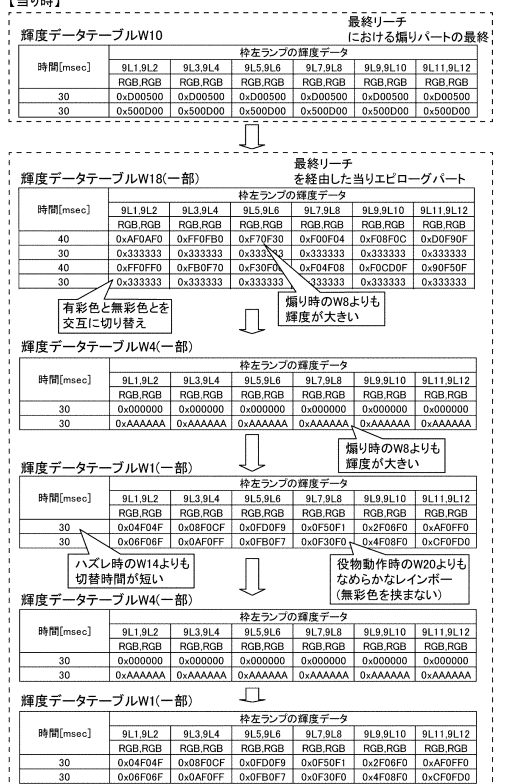 【当り時】
最終リーチ
における煽りパートの最終
輝度データテーブルW10
枠左ランプの輝度データ
時間[msec] 9L1,9L2 9L3,9L4 9L5,9L6 9L7,9L8 9L9,9L10 9L11,9L12
RGB,RGB RGB,RGB RGB,RGB RGB,RGB RGB,RGB RGB,RGB
30 0xD00500 0xD00500 0xD00500 0xD00500 0xD00500 0xD00500
30 0x500D00 0x500D00 0x500D00 0x500D00 0x500D00 0x500D00
最終リーチ
を経由した当りエピローグパート
輝度データテーブルW18(一部)
枠左ランプの輝度データ
時間[msec] 9L1,9L2 9L3,9L4 9L5,9L6 9L7,9L8 9L9,9L10 9L11,9L12
RGB,RGB RGB,RGB RGB,RGB RGB,RGB RGB,RGB RGB,RGB
40 0xAF0AF0 0xFF0FB0 0xF70F30 0xF00F04 0xF08F0C 0xD0F90F
30 0x333333 0x333333 0x333333 0x333333 0x333333 0x333333
40 0xFF0FF0 0xFB0F70 0xF30F00 0xF04F08 0xF0CD0F 0x90F50F
30 0x333333 0x333333 0x333333 0x333333 0x333333 0x333333
有彩色と無彩色とを
交互に切り替え
煽り時のW8よりも
輝度が大きい
輝度データテーブルW4(一部)
枠左ランプの輝度データ
時間[msec] 9L1,9L2 9L3,9L4 9L5,9L6 9L7,9L8 9L9,9L10 9L11,9L12
RGB,RGB RGB,RGB RGB,RGB RGB,RGB RGB,RGB RGB,RGB
30 0x000000 0x000000 0x000000 0x000000 0x000000 0x000000
30 0xAAAAAA 0xAAAAAA 0xAAAAAA 0xAAAAAA 0xAAAAAA 0xAAAAAA
煽り時のW8よりも
輝度が大きい
輝度データテーブルW1(一部)
枠左ランプの輝度データ
時間[msec] 9L1,9L2 9L3,9L4 9L5,9L6 9L7,9L8 9L9,9L10 9L11,9L12
RGB,RGB RGB,RGB RGB,RGB RGB,RGB RGB,RGB RGB,RGB
30 0x04F04F 0x08F0CF 0x0FD0F9 0x0F50F1 0x2F06F0 0xAF0FF0
30 0x06F06F 0x0AF0FF 0x0FB0F7 0x0F30F0 0x4F08F0 0xCF0FD0
ハズレ時のW14よりも
切替時間が短い
役物動作時のW20よりも
なめらかなレインボー
(無彩色を挟まない)
輝度データテーブルW4(一部)
枠左ランプの輝度データ
時間[msec] 9L1,9L2 9L3,9L4 9L5,9L6 9L7,9L8 9L9,9L10 9L11,9L12
RGB,RGB RGB,RGB RGB,RGB RGB,RGB RGB,RGB RGB,RGB
30 0x000000 0x000000 0x000000 0x000000 0x000000 0x000000
30 0xAAAAAA 0xAAAAAA 0xAAAAAA 0xAAAAAA 0xAAAAAA 0xAAAAAA
輝度データテーブルW1(一部)
枠左ランプの輝度データ
時間[msec] 9L1,9L2 9L3,9L4 9L5,9L6 9L7,9L8 9L9,9L10 9L11,9L12
RGB,RGB RGB,RGB RGB,RGB RGB,RGB RGB,RGB RGB,RGB
30 0x04F04F 0x08F0CF 0x0FD0F9 0x0F50F1 0x2F06F0 0xAF0FF0
30 0x06F06F 0x0AF0FF 0x0FB0F7 0x0F30F0 0x4F08F0 0xCF0FD0